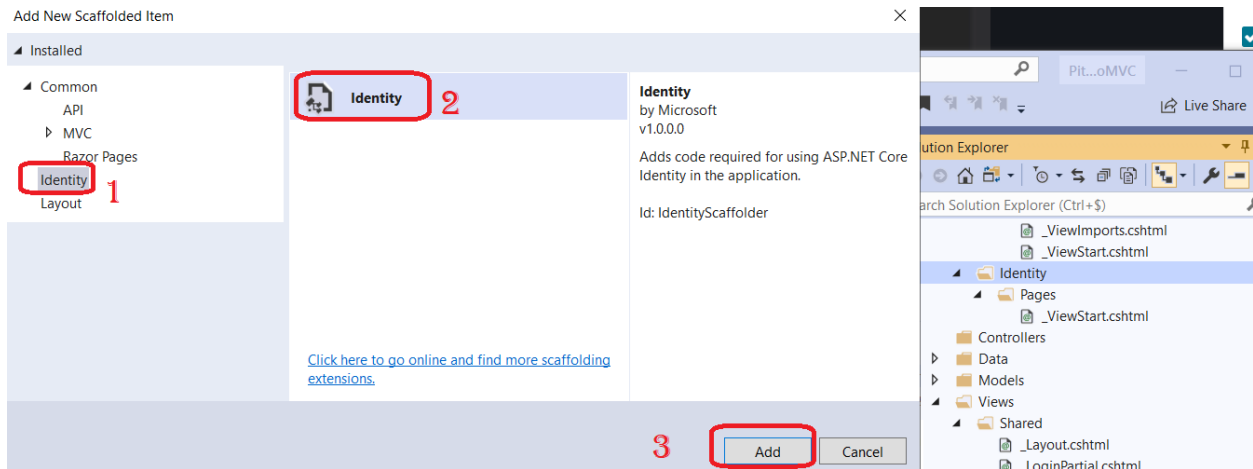 Add New Scaffolded Item
Installed
Common
API
MVC
Razor Pages
Identity
1
Layout
Identity
2
Click here to go online and find more scaffolding
extensions.
Identity
by Microsoft
v1.0.0.0
Adds code required for using ASP.NET Core
Identity in the application.
Id: IdentityScaffolder
3
Add
Cancel
Pit...oMVC
Live Share
ution Explorer
arch Solution Explorer (Ctrl+$)
_ViewImports.cshtml
_ViewStart.cshtml
Identity
Pages
_ViewStart.cshtml
Controllers
Data
Models
Views
Shared
_Layout.cshtml
_LoginPartial.cshtml